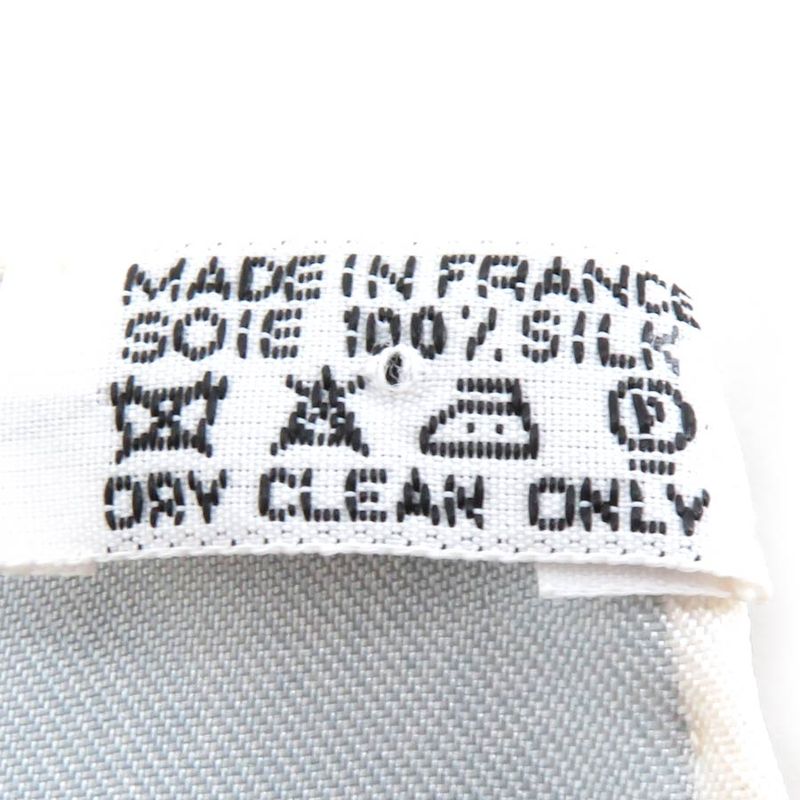 MADE IN FRANCE
SOIE 100% SILK
P
DRY CLEAN ONLY